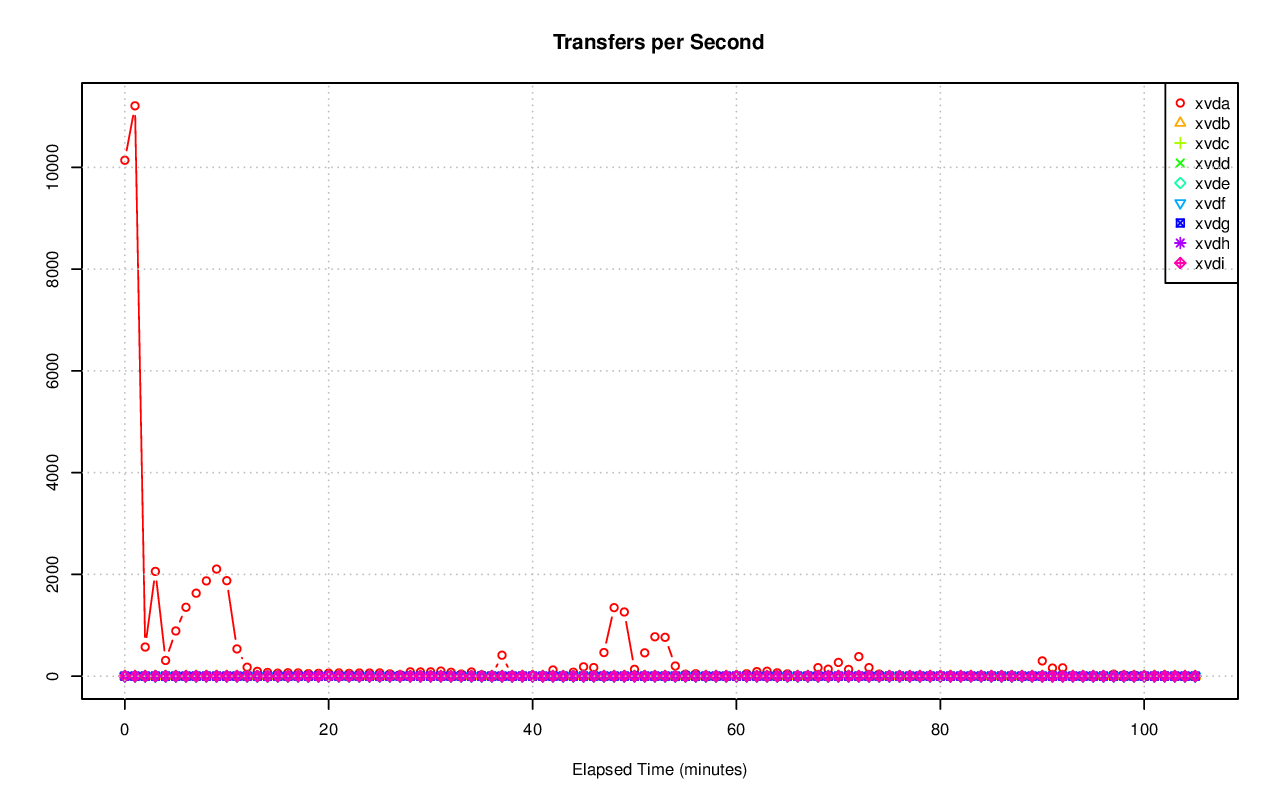 Transfers per Second
10000
8000
6000
4000
2000
0
xvda
xvdb
xvdc
xvdd
xvde
xvdf
xvdg
xvdh
xvdi
0 20 40 60 80 100
Elapsed Time (minutes)